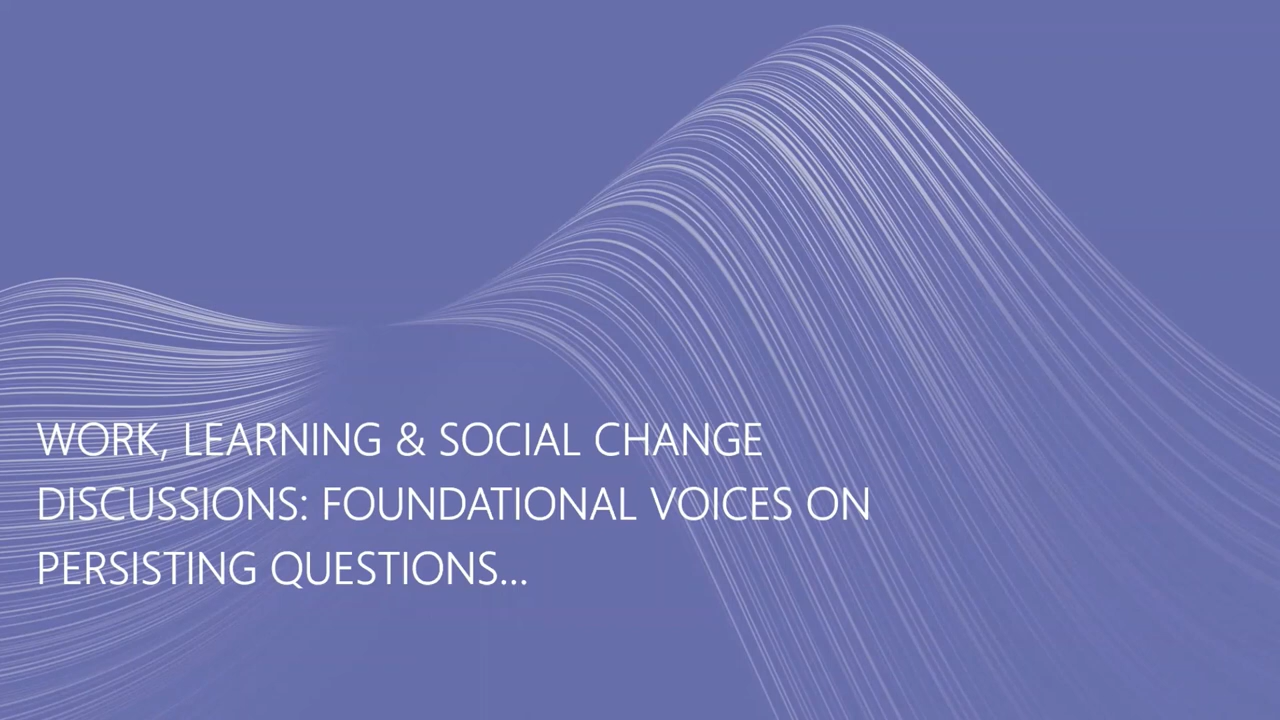 WORK, LEARNING & SOCIAL CHANGE
DISCUSSIONS: FOUNDATIONAL VOICES ON
PERSISTING QUESTIONS...